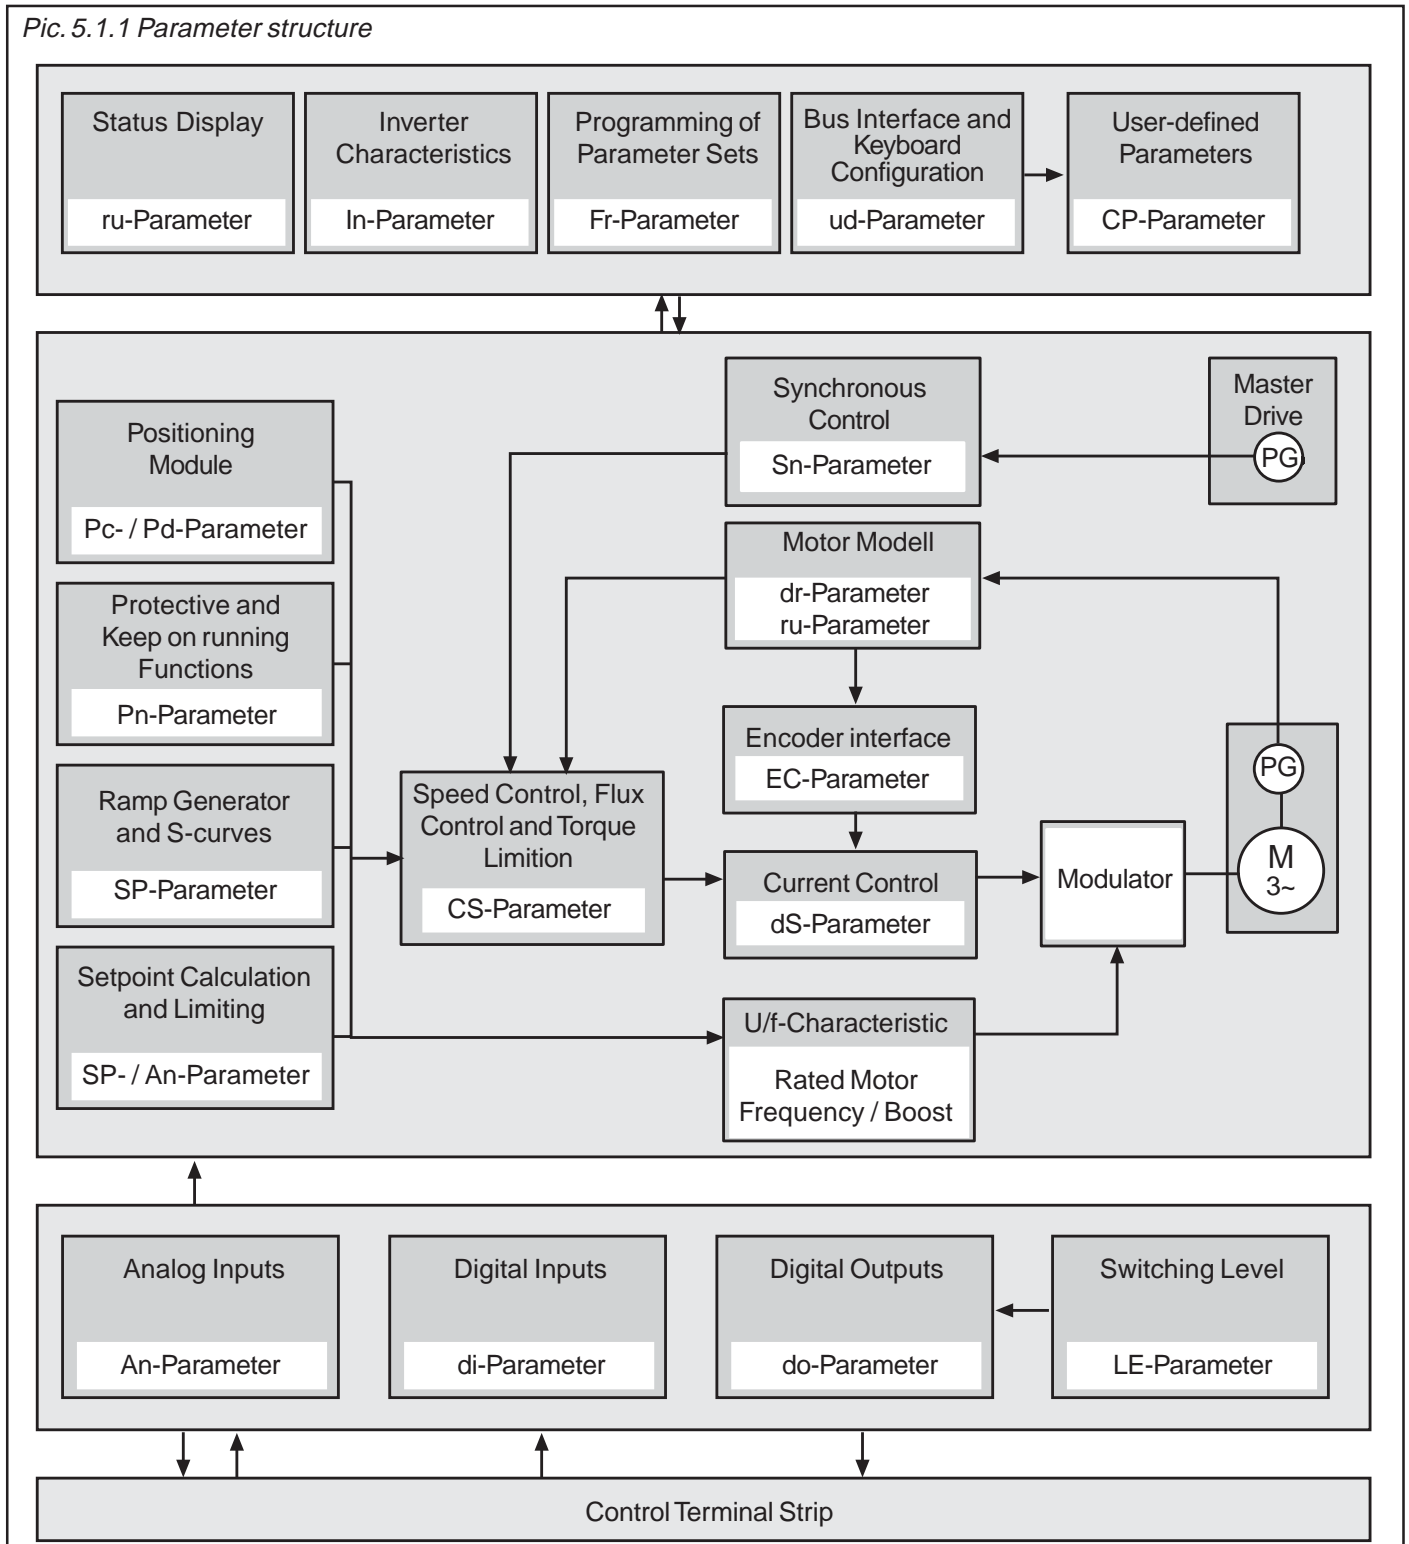 Pic. 5.1.1 Parameter structure
Status Display
ru-Parameter
Inverter
Characteristics
In-Parameter
Programming of
Parameter Sets
Fr-Parameter
Bus Interface and
Keyboard
Configuration
ud-Parameter
User-defined
Parameters
CP-Parameter
Synchronous
Control
Sn-Parameter
Master
Drive
PG
Positioning
Module
Pc- / Pd-Parameter
Motor Modell
dr-Parameter
ru-Parameter
Protective and
Keep on running
Functions
Pn-Parameter
Encoder interface
EC-Parameter
PG
M
3~
Ramp Generator
and S-curves
SP-Parameter
Speed Control, Flux
Control and Torque
Limition
CS-Parameter
Current Control
dS-Parameter
Modulator
Setpoint Calculation
and Limiting
SP- / An-Parameter
U/f-Characteristic
Rated Motor
Frequency / Boost
Analog Inputs
An-Parameter
Digital Inputs
di-Parameter
Digital Outputs
do-Parameter
Switching Level
LE-Parameter
Control Terminal Strip